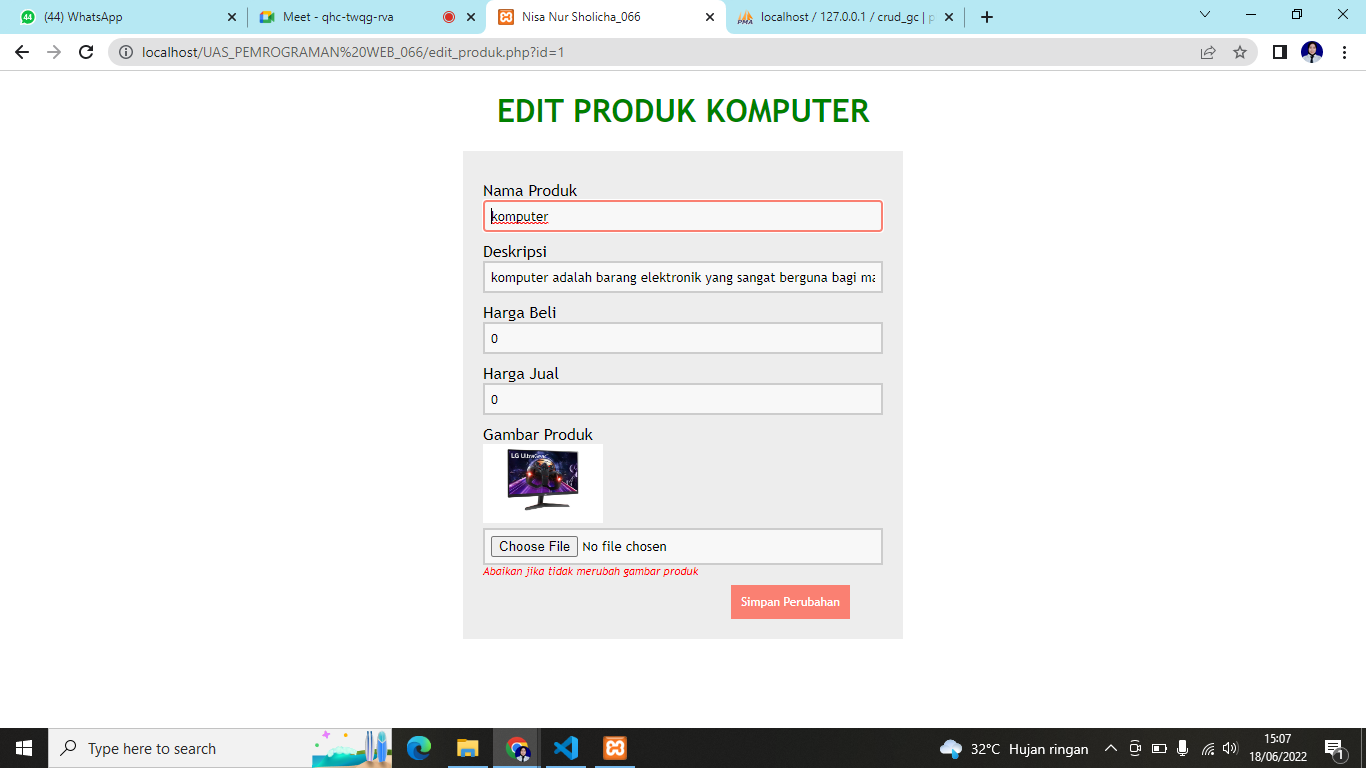 44
(44) WhatsApp
Meet - qhc-twqg-rva
Nisa Nur Sholicha_066
PMA
localhost / 127.0.0.1 / crud_gc | p
localhost/UAS_PEMROGRAMAN%20WEB_066/edit_produk.php?id=1
EDIT PRODUK KOMPUTER
Nama Produk
komputer
Deskripsi
komputer adalah barang elektronik yang sangat berguna bagi ma
Harga Beli
0
Harga Jual
0
Gambar Produk
LG UltraGear
Choose File No file chosen
Abaikan jika tidak merubah gambar produk
Simpan Perubahan
Type here to search
32°C Hujan ringan
15:07
18/06/2022
1